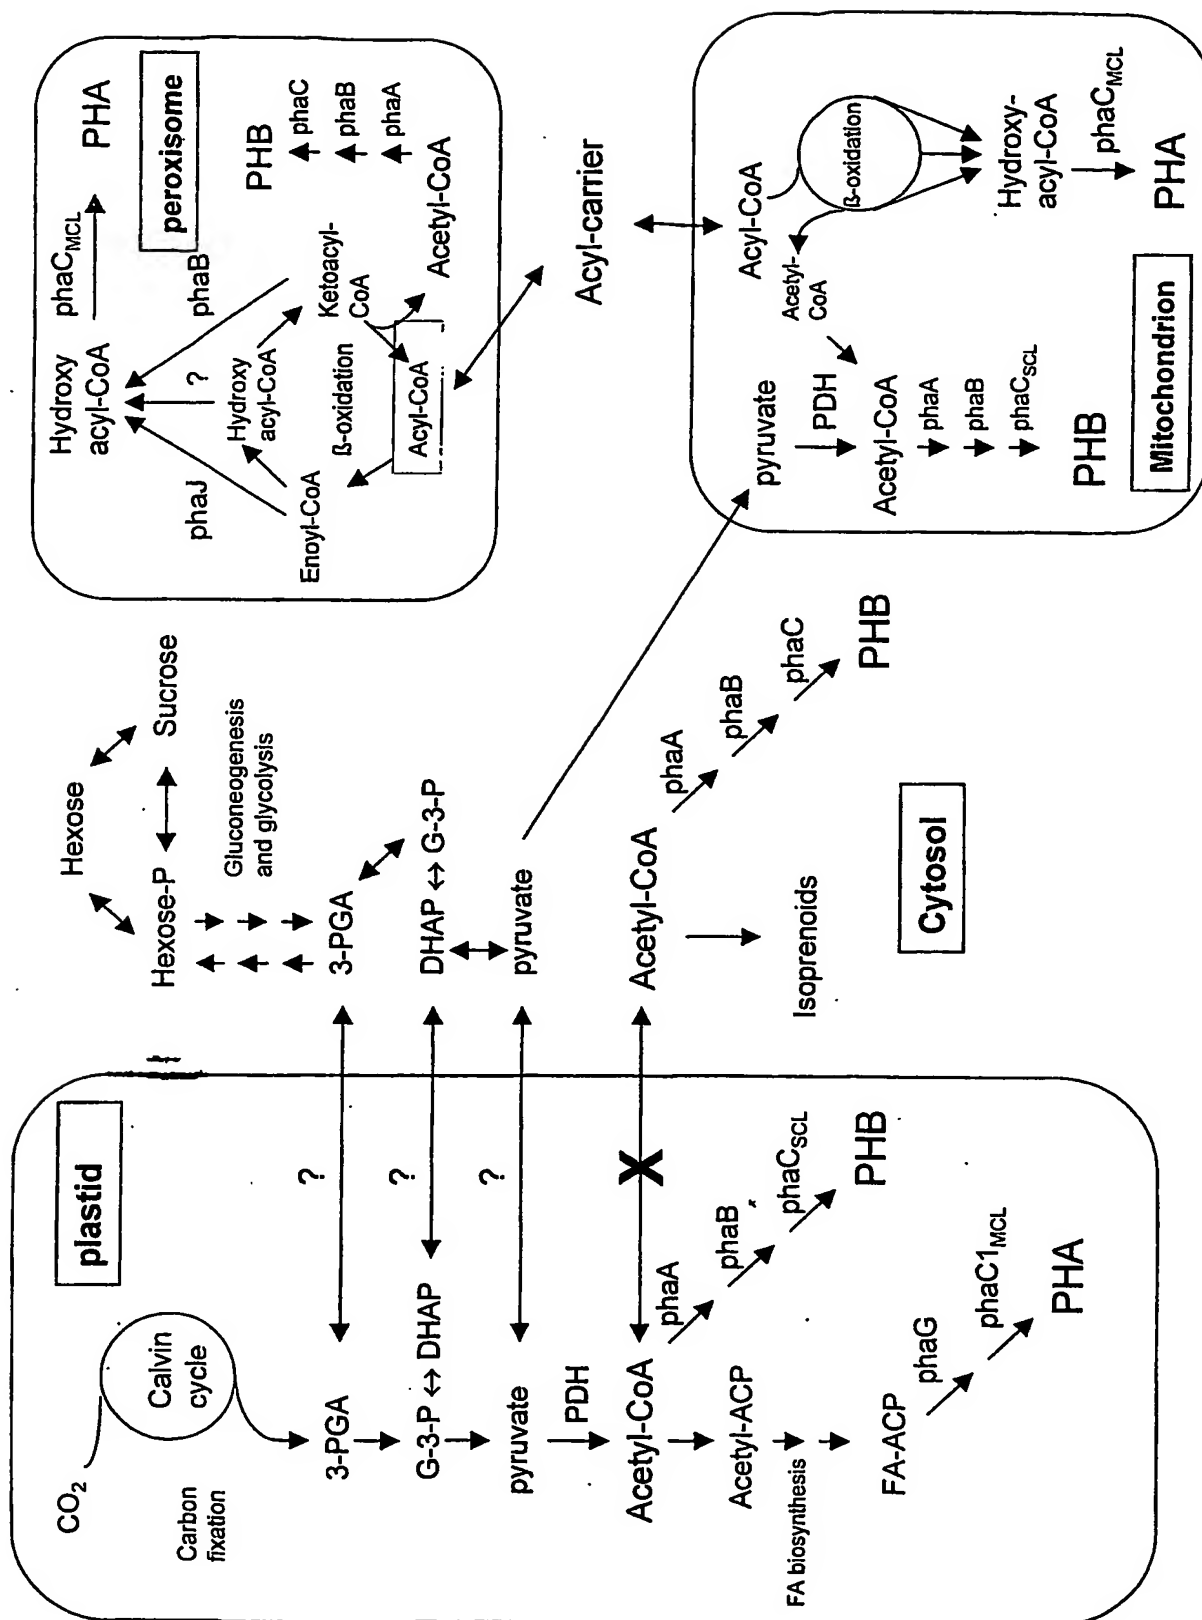 plastid
CO2
Calvin
cycle
Carbon
fixation
3-PGA
G-3-P ↔ DHAP
pyruvate
PDH
Acetyl-CoA
Acetyl-ACP
FA biosynthesis
FA-ACP
phaG
phaC1MCL
PHA
phaA
phaB
phaCSCL
PHB
?
?
?
X
Hexose
Hexose-P
Sucrose
Gluconeogenesis
and glycolysis
3-PGA
DHAP ↔ G-3-P
pyruvate
Acetyl-CoA
phaA
phaB
phaC
PHB
Isoprenoids
Cytosol
Hydroxy
acyl-CoA
phaCMCL
PHA
peroxisome
phaJ
?
phaB
Enoyl-CoA
Hydroxy
acyl-CoA
Ketoacyl-
CoA
ß-oxidation
Acyl-CoA
PHB
phaC
phaB
phaA
Acetyl-CoA
Acyl-carrier
Acyl-CoA
ß-oxidation
Acetyl-
CoA
pyruvate
PDH
Acetyl-CoA
phaA
phaB
phaCSCL
PHB
Hydroxy-
acyl-CoA
phaCMCL
PHA
Mitochondrion